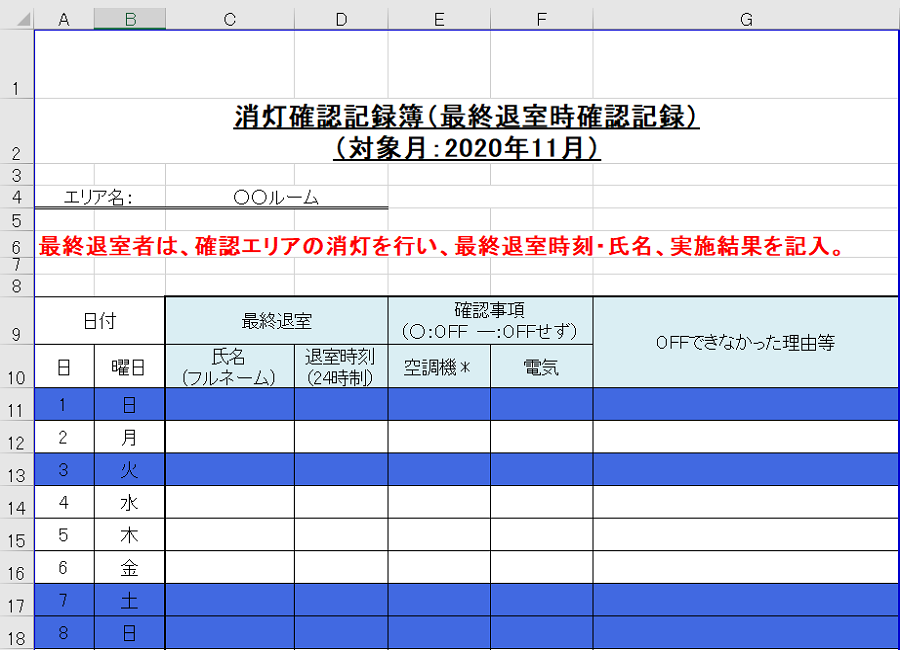 A B C D E F G
1
消灯確認記録簿(最終退室時確認記録)
2 (対象月:2020年11月)
3
4 エリア名: 〇〇ルーム
5
6 最終退室者は、確認エリアの消灯を行い、最終退室時刻・氏名、実施結果を記入。
7
8
9 日付 最終退室 確認事項
(〇:OFF ―:OFFせず) OFFできなかった理由等
10 日 曜日 氏名
(フルネーム) 退室時刻
(24時制) 空調機* 電気
11 1 日
12 2 月
13 3 火
14 4 水
15 5 木
16 6 金
17 7 土
18 8 日